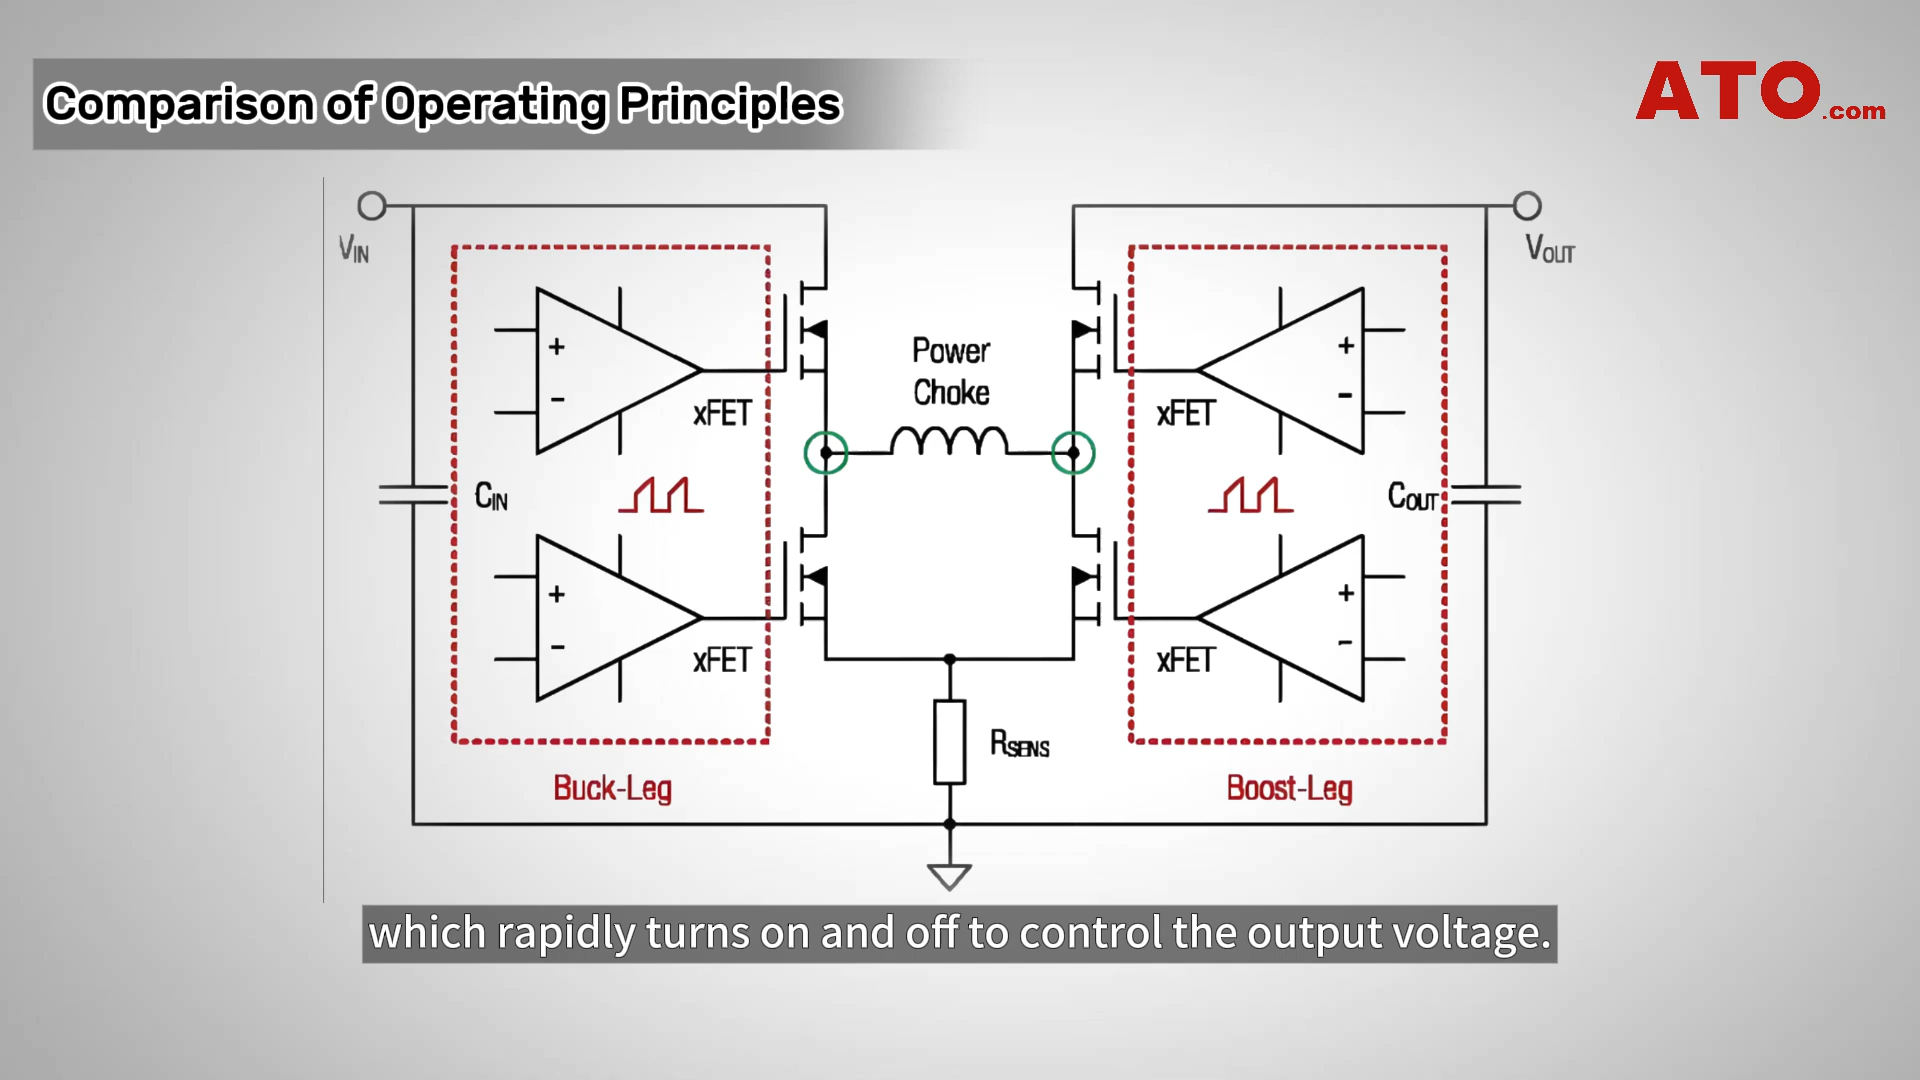 Comparison of Operating Principles
ATO.com
VIN
VOUT
+
-
xFET
Power
Choke
xFET
+
-
CIN
COUT
+
-
xFET
xFET
+
-
RSENS
Buck-Leg
Boost-Leg
which rapidly turns on and off to control the output voltage.